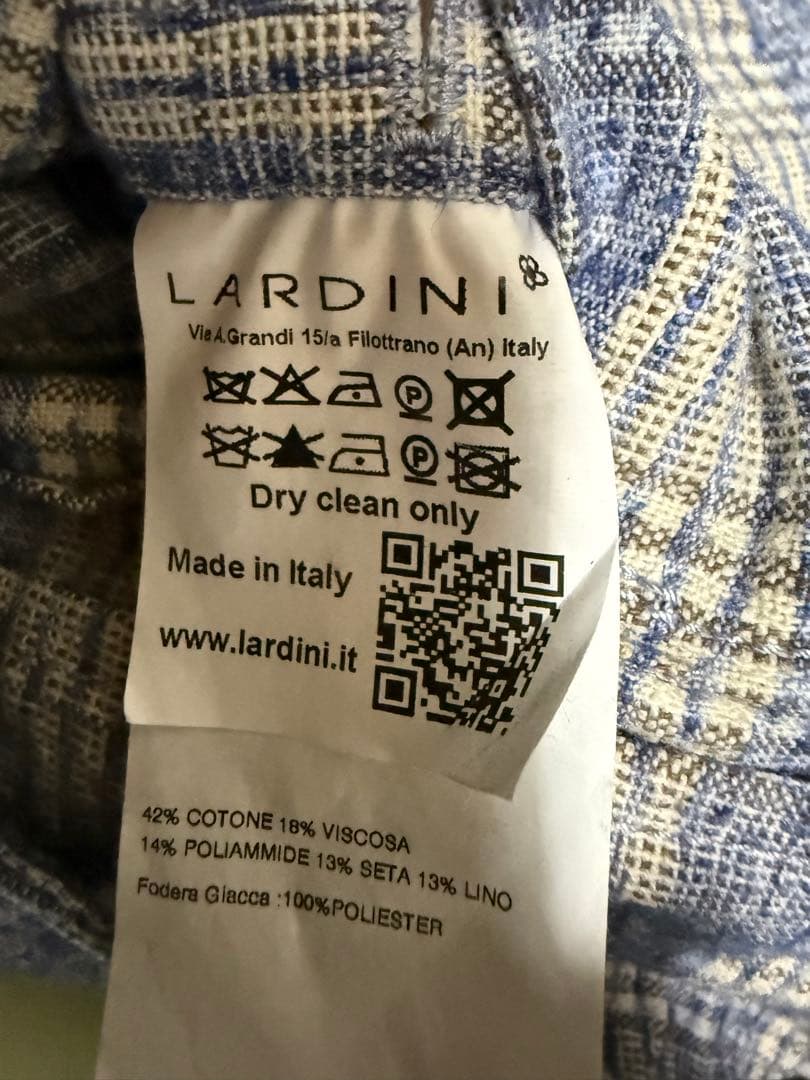 LARDINI
Via A.Grandi 15/a Filottrano (An) Italy
P
P
Dry clean only
Made in Italy
www.lardini.it
42% COTONE 18% VISCOSA
14% POLIAMMIDE 13% SETA 13% LINO
Fodera Giacca :100%POLIESTER